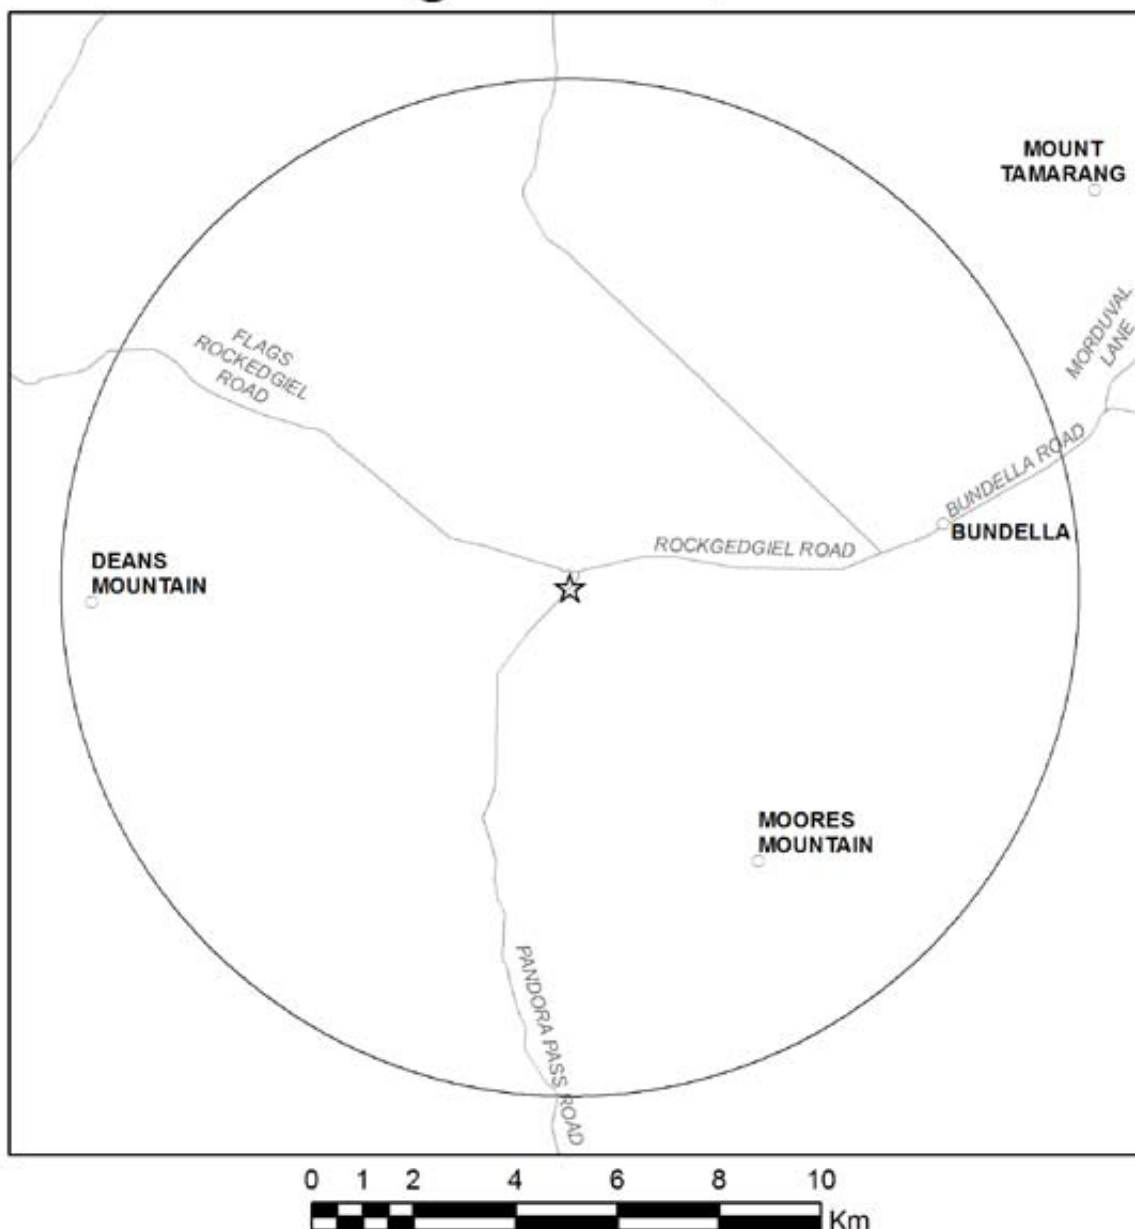 MOUNT
TAMARANG
MORDUVAL
LANE
FLAGS
ROCKEDGIEL
ROAD
BUNDELLA ROAD
BUNDELLA
ROCKGEDGIEL ROAD
DEANS
MOUNTAIN
MOORES
MOUNTAIN
PANDORA PASS ROAD
0 1 2 4 6 8 10
Km